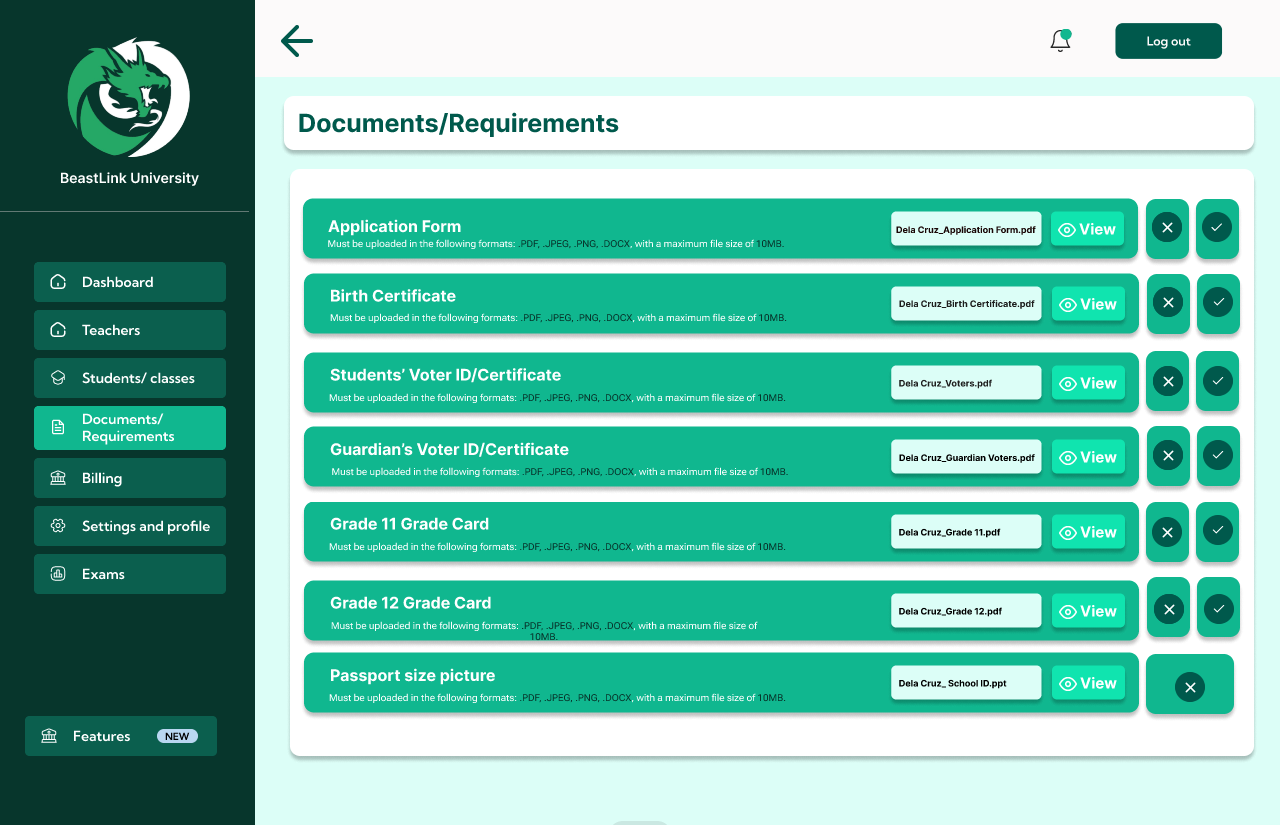 BeastLink University
Dashboard
Teachers
Students/ classes
Documents/
Requirements
Billing
Settings and profile
Exams
Features NEW
Log out
Documents/Requirements
Application Form
Must be uploaded in the following formats: .PDF, .JPEG, .PNG, .DOCX, with a maximum file size of 10MB.
Dela Cruz_Application Form.pdf
View
Birth Certificate
Must be uploaded in the following formats: .PDF, .JPEG, .PNG, .DOCX, with a maximum file size of 10MB.
Dela Cruz_Birth Certificate.pdf
View
Students’ Voter ID/Certificate
Must be uploaded in the following formats: .PDF, .JPEG, .PNG, .DOCX, with a maximum file size of 10MB.
Dela Cruz_Voters.pdf
View
Guardian’s Voter ID/Certificate
Must be uploaded in the following formats: .PDF, .JPEG, .PNG, .DOCX, with a maximum file size of 10MB.
Dela Cruz_Guardian Voters.pdf
View
Grade 11 Grade Card
Must be uploaded in the following formats: .PDF, .JPEG, .PNG, .DOCX, with a maximum file size of 10MB.
Dela Cruz_Grade 11.pdf
View
Grade 12 Grade Card
Must be uploaded in the following formats: .PDF, .JPEG, .PNG, .DOCX, with a maximum file size of
10MB.
Dela Cruz_Grade 12.pdf
View
Passport size picture
Must be uploaded in the following formats: .PDF, .JPEG, .PNG, .DOCX, with a maximum file size of 10MB.
Dela Cruz_ School ID.ppt
View